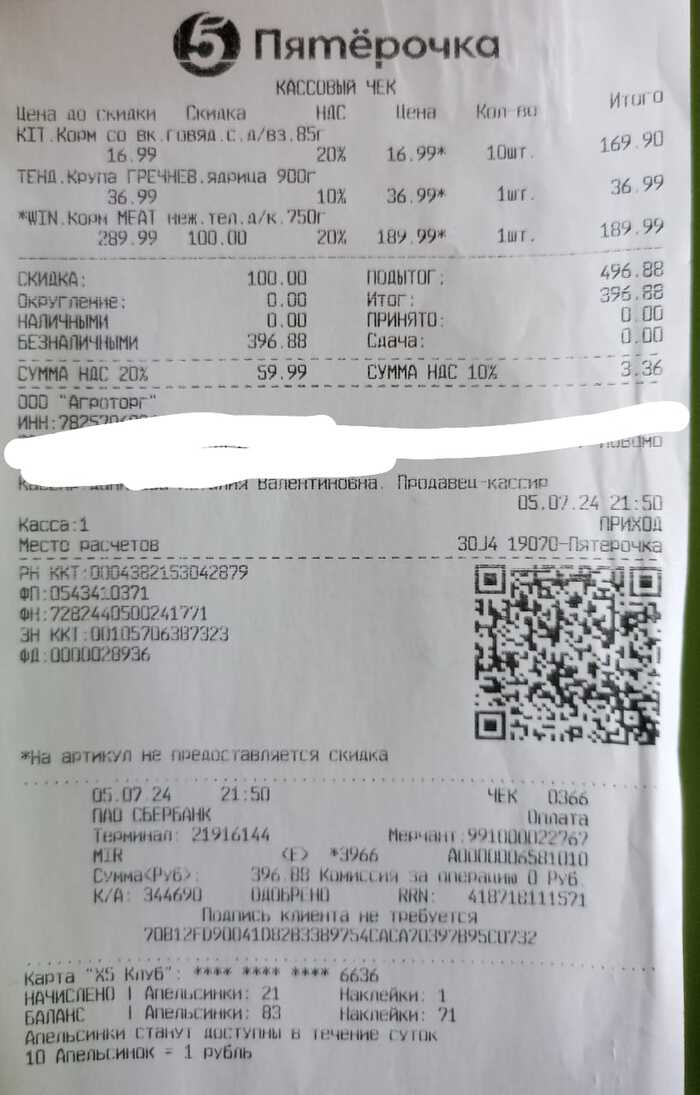 5 Пятёрочка
КАССОВЫЙ ЧЕК
Цена до скидки Скидка НДС Цена Кол-во Итого
KIT.Корм со вк.говяд.с.д/вз.85г
16.99 20% 16.99* 10шт. 169.90
ТЕНД.Крупа ГРЕЧНЕВ.ядрица 900г
36.99 10% 36.99* 1шт. 36.99
*WIN.Корм MEAT неж.тел.д/к.750г
289.99 100.00 20% 189.99* 1шт. 189.99
СКИДКА: 100.00 ПОДЫТОГ: 496.88
Округление: 0.00 Итог: 396.88
НАЛИЧНЫМИ 0.00 ПРИНЯТО: 0.00
БЕЗНАЛИЧНЫМИ 396.88 Сдача: 0.00
СУММА НДС 20% 59.99 СУММА НДС 10% 3.36
ООО "Агроторг"
ИНН:7825
Валентиновна. Продавец-кассир
05.07.24 21:50
Касса:1 ПРИХОД
Место расчетов 30J4 19070-Пятерочка
РН ККТ:0004382153042879
ФП:0543410371
ФН:7282440500241771
ЗН ККТ:00105706387323
ФД:0000028936
*На артикул не предоставляется скидка
05.07.24 21:50 ЧЕК 0366
ПАО СБЕРБАНК Оплата
Терминал: 21916144 Мерчант:991000022767
MIR <E> *3966 A0000006581010
Сумма<Руб>: 396.88 Комиссия за операцию 0 Руб.
К/А: 344690 ОДОБРЕНО RRN: 418718111571
Подпись клиента не требуется
70B12FD90041D82B3389754CACA70397B95C0732
Карта "X5 Клуб": **** **** **** 6636
НАЧИСЛЕНО | Апельсинки: 21 Наклейки: 1
БАЛАНС | Апельсинки: 83 Наклейки: 71
Апельсинки станут доступны в течение суток
10 Апельсинок = 1 рубль